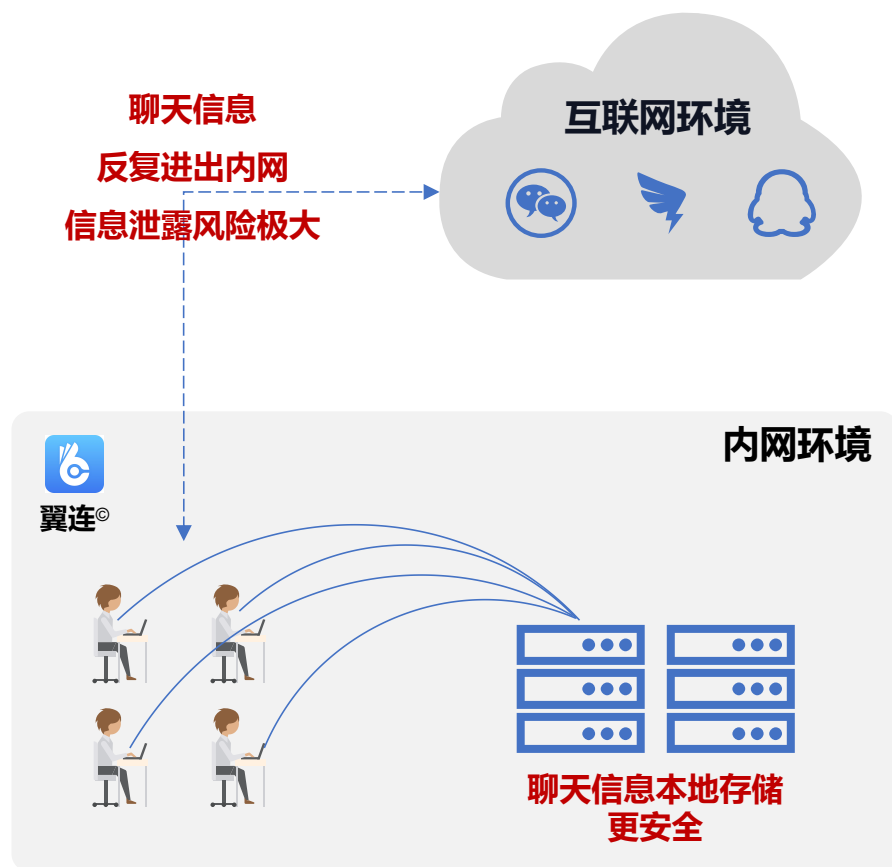 聊天信息
反复进出内网
信息泄露风险极大
互联网环境
内网环境
翼连©
聊天信息本地存储
更安全